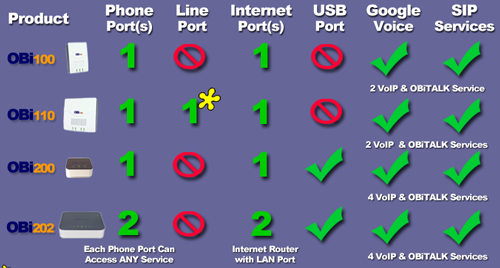 Product Phone Port(s) Line Port Internet Port(s) USB Port Google Voice SIP Services
OBi100 1 1
2 VoIP & OBiTALK Service
OBi110 1 1* 1
2 VoIP & OBiTALK Services
OBi200 1 1
4 VoIP & OBiTALK Services
OBi202 2 2
Each Phone Port Can Access ANY Service
Internet Router with LAN Port
4 VoIP & OBiTALK Services